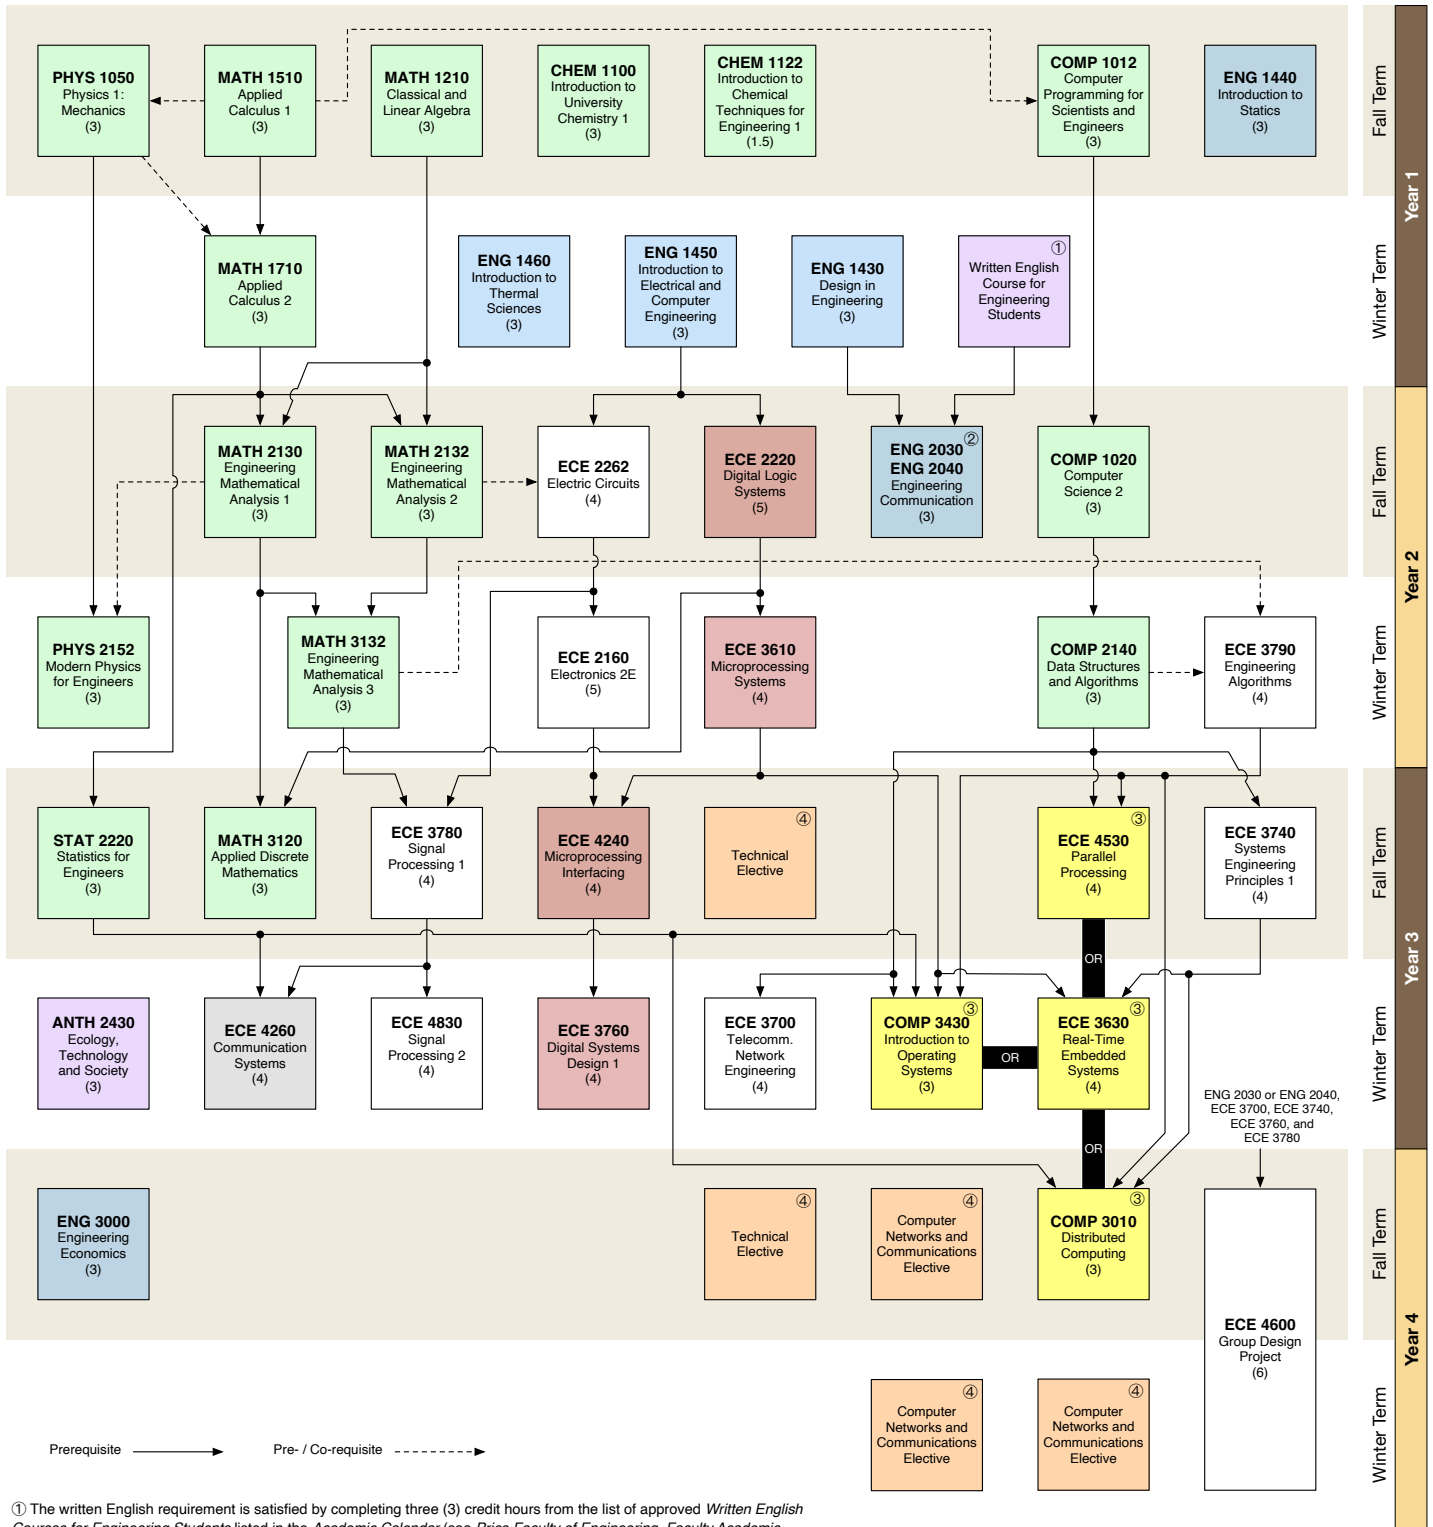 PHYS 1050
Physics 1:
Mechanics
(3)
MATH 1510
Applied
Calculus 1
(3)
MATH 1210
Classical and
Linear Algebra
(3)
CHEM 1100
Introduction to
University
Chemistry 1
(3)
CHEM 1122
Introduction to
Chemical
Techniques for
Engineering 1
(1.5)
COMP 1012
Computer
Programming for
Scientists and
Engineers
(3)
ENG 1440
Introduction to
Statics
(3)
Fall Term
Year 1
MATH 1710
Applied
Calculus 2
(3)
ENG 1460
Introduction to
Thermal
Sciences
(3)
ENG 1450
Introduction to
Electrical and
Computer
Engineering
(3)
ENG 1430
Design in
Engineering
(3)
①
Written English
Course for
Engineering
Students
Winter Term
MATH 2130
Engineering
Mathematical
Analysis 1
(3)
MATH 2132
Engineering
Mathematical
Analysis 2
(3)
ECE 2262
Electric Circuits
(4)
ECE 2220
Digital Logic
Systems
(5)
②
ENG 2030
ENG 2040
Engineering
Communication
(3)
COMP 1020
Computer
Science 2
(3)
Fall Term
Year 2
PHYS 2152
Modern Physics
for Engineers
(3)
MATH 3132
Engineering
Mathematical
Analysis 3
(3)
ECE 2160
Electronics 2E
(5)
ECE 3610
Microprocessing
Systems
(4)
COMP 2140
Data Structures
and Algorithms
(3)
ECE 3790
Engineering
Algorithms
(4)
Winter Term
STAT 2220
Statistics for
Engineers
(3)
MATH 3120
Applied Discrete
Mathematics
(3)
ECE 3780
Signal
Processing 1
(4)
ECE 4240
Microprocessing
Interfacing
(4)
④
Technical
Elective
③
ECE 4530
Parallel
Processing
(4)
ECE 3740
Systems
Engineering
Principles 1
(4)
Fall Term
Year 3
OR
ANTH 2430
Ecology,
Technology
and Society
(3)
ECE 4260
Communication
Systems
(4)
ECE 4830
Signal
Processing 2
(4)
ECE 3760
Digital Systems
Design 1
(4)
ECE 3700
Telecomm.
Network
Engineering
(4)
③
COMP 3430
Introduction to
Operating
Systems
(3)
OR
③
ECE 3630
Real-Time
Embedded
Systems
(4)
Winter Term
ENG 2030 or ENG 2040,
ECE 3700, ECE 3740,
ECE 3760, and
ECE 3780
OR
ENG 3000
Engineering
Economics
(3)
④
Technical
Elective
④
Computer
Networks and
Communications
Elective
③
COMP 3010
Distributed
Computing
(3)
ECE 4600
Group Design
Project
(6)
Fall Term
Year 4
④
Computer
Networks and
Communications
Elective
④
Computer
Networks and
Communications
Elective
Winter Term
Prerequisite
Pre- / Co-requisite
① The written English requirement is satisfied by completing three (3) credit hours from the list of approved Written English
Courses for Engineering Students listed in the Academic Calendar (see Price Faculty of Engineering, Faculty Academic